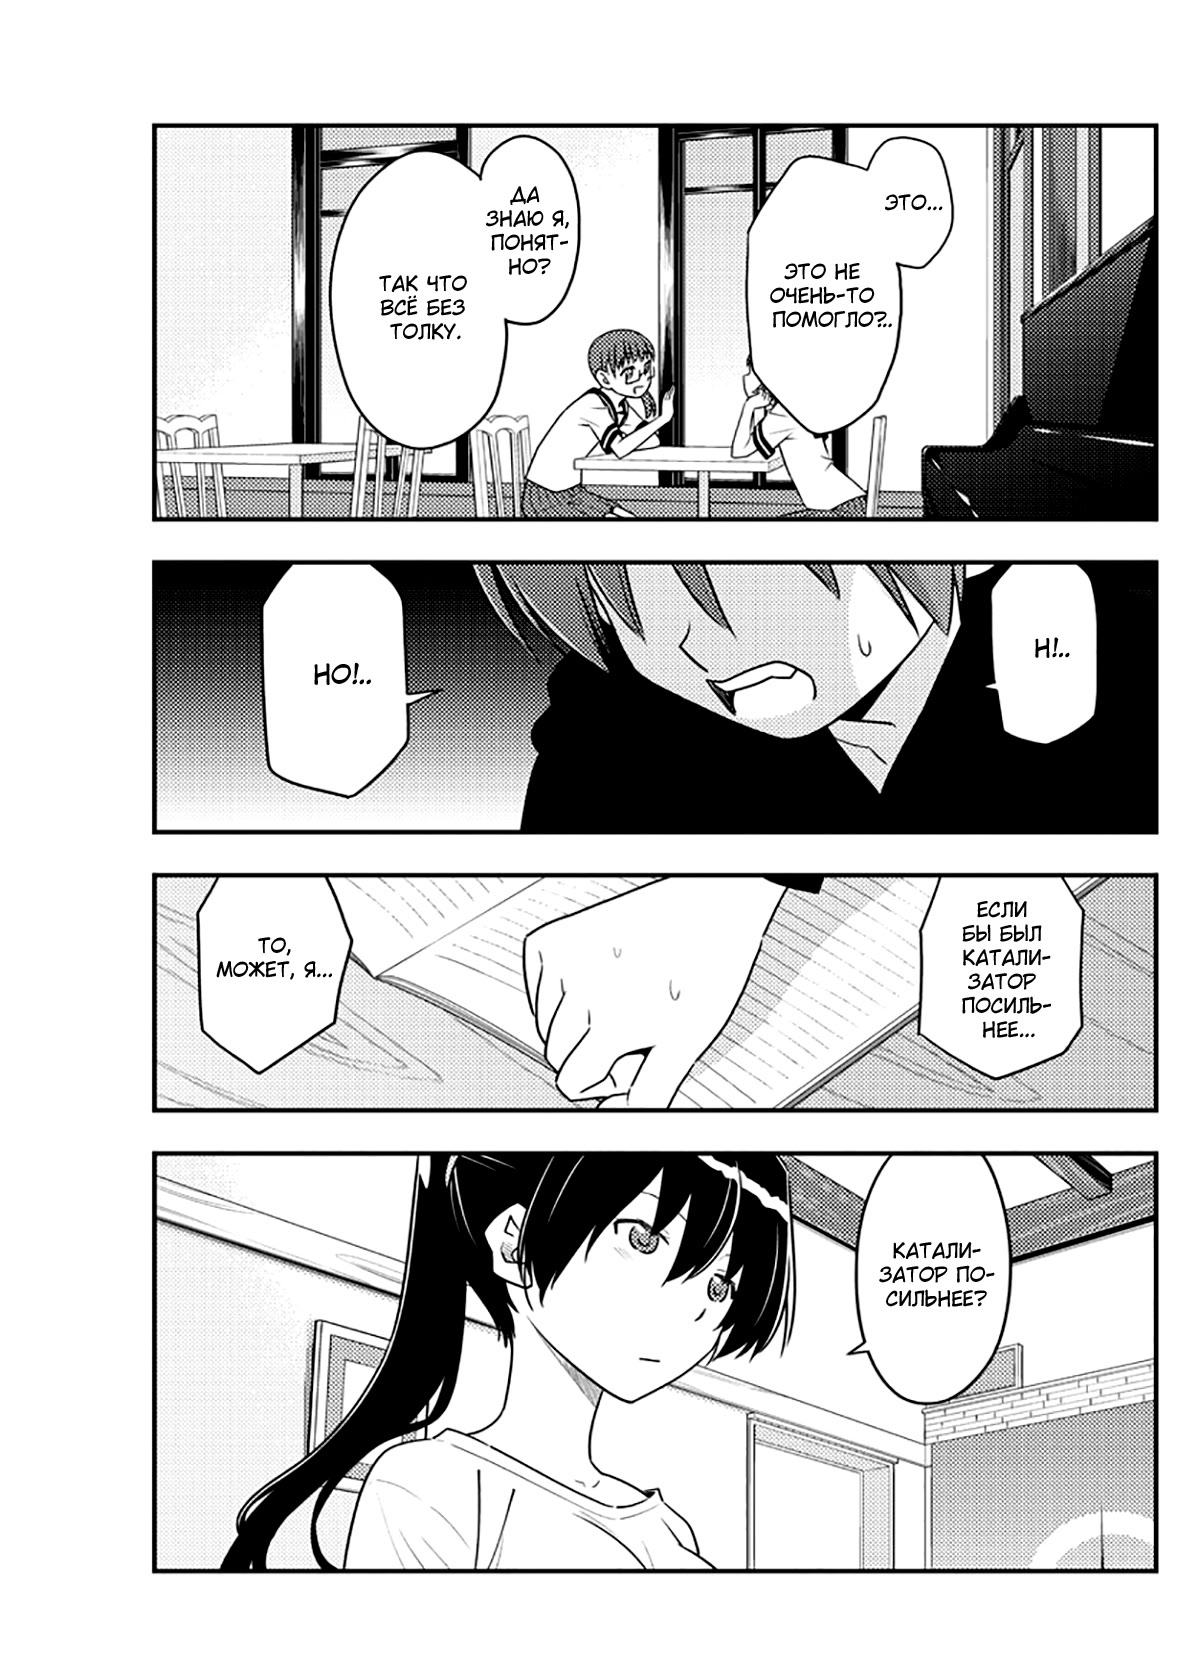 ЭТО...
ЭТО НЕ
ОЧЕНЬ-ТО
ПОМОГЛО?..
ДА
ЗНАЮ Я,
ПОНЯТ-
НО?
ТАК ЧТО
ВСЁ БЕЗ
ТОЛКУ.
Н!..
НО!..
ЕСЛИ
БЫ БЫЛ
КАТАЛИ-
ЗАТОР
ПОСИЛЬ-
НЕЕ...
ТО,
МОЖЕТ, Я...
КАТАЛИ-
ЗАТОР ПО-
СИЛЬНЕЕ?